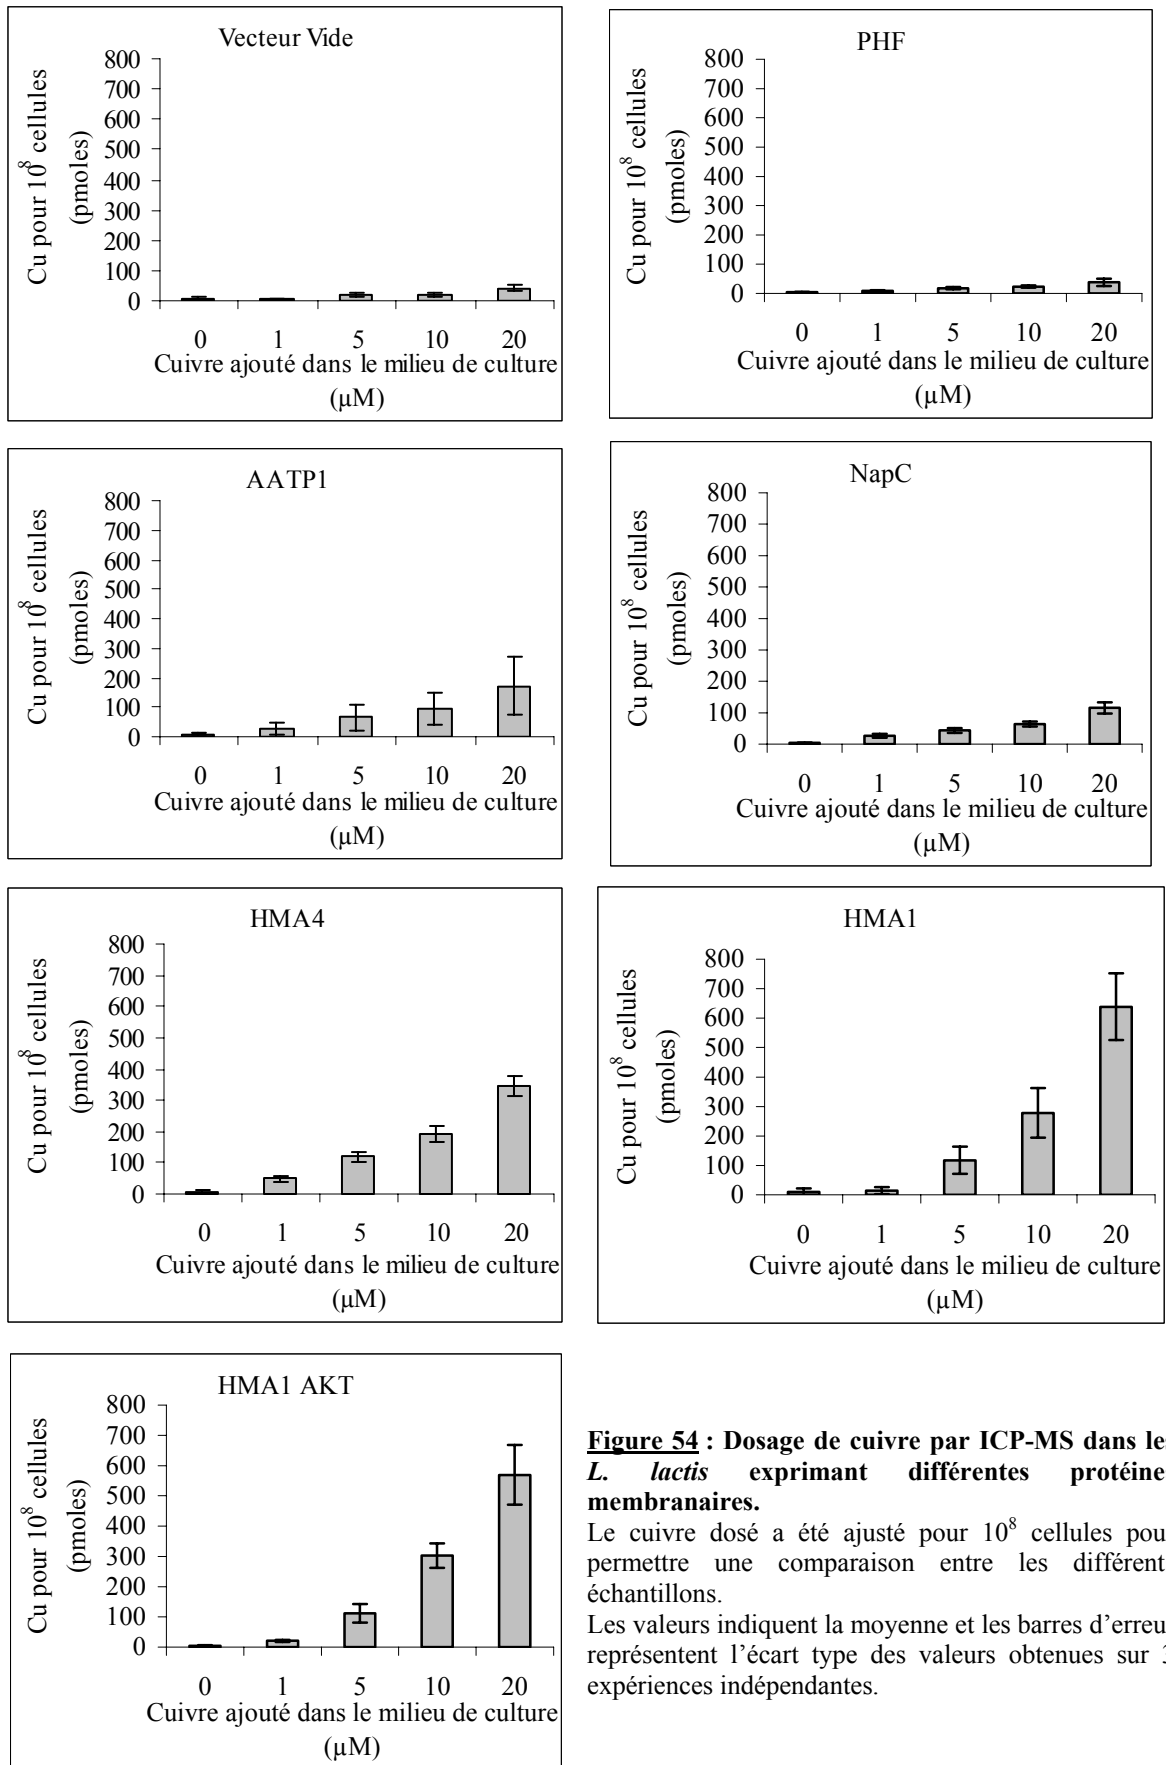 Vecteur Vide
Cu pour 10⁸ cellules
(pmoles)
800
700
600
500
400
300
200
100
0
0 1 5 10 20
Cuivre ajouté dans le milieu de culture
(µM)
PHF
Cu pour 10⁸ cellules
(pmoles)
800
700
600
500
400
300
200
100
0
0 1 5 10 20
Cuivre ajouté dans le milieu de culture
(µM)
AATP1
Cu pour 10⁸ cellules
(pmoles)
800
700
600
500
400
300
200
100
0
0 1 5 10 20
Cuivre ajouté dans le milieu de culture
(µM)
NapC
Cu pour 10⁸ cellules
(pmoles)
800
700
600
500
400
300
200
100
0
0 1 5 10 20
Cuivre ajouté dans le milieu de culture
(µM)
HMA4
Cu pour 10⁸ cellules
(pmoles)
800
700
600
500
400
300
200
100
0
0 1 5 10 20
Cuivre ajouté dans le milieu de culture
(µM)
HMA1
Cu pour 10⁸ cellules
(pmoles)
800
700
600
500
400
300
200
100
0
0 1 5 10 20
Cuivre ajouté dans le milieu de culture
(µM)
HMA1 AKT
Cu pour 10⁸ cellules
(pmoles)
800
700
600
500
400
300
200
100
0
0 1 5 10 20
Cuivre ajouté dans le milieu de culture
(µM)
Figure 54 : Dosage de cuivre par ICP-MS dans le
L. lactis exprimant différentes protéine
membranaires.
Le cuivre dosé a été ajusté pour 10⁸ cellules pou
permettre une comparaison entre les différent
échantillons.
Les valeurs indiquent la moyenne et les barres d’erreu
représentent l’écart type des valeurs obtenues sur
expériences indépendantes.